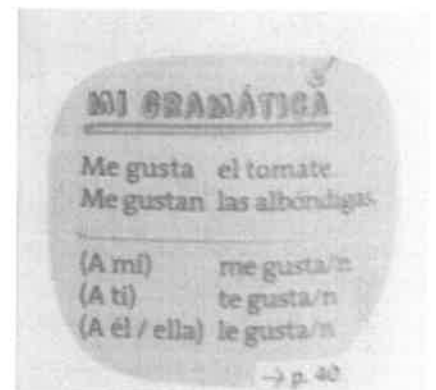 MI GRAMÁTICA
Me gusta el tomate.
Me gustan las albóndigas.
(A mí) me gusta/n
(A ti) te gusta/n
(A él / ella) le gusta/n
→ p. 40